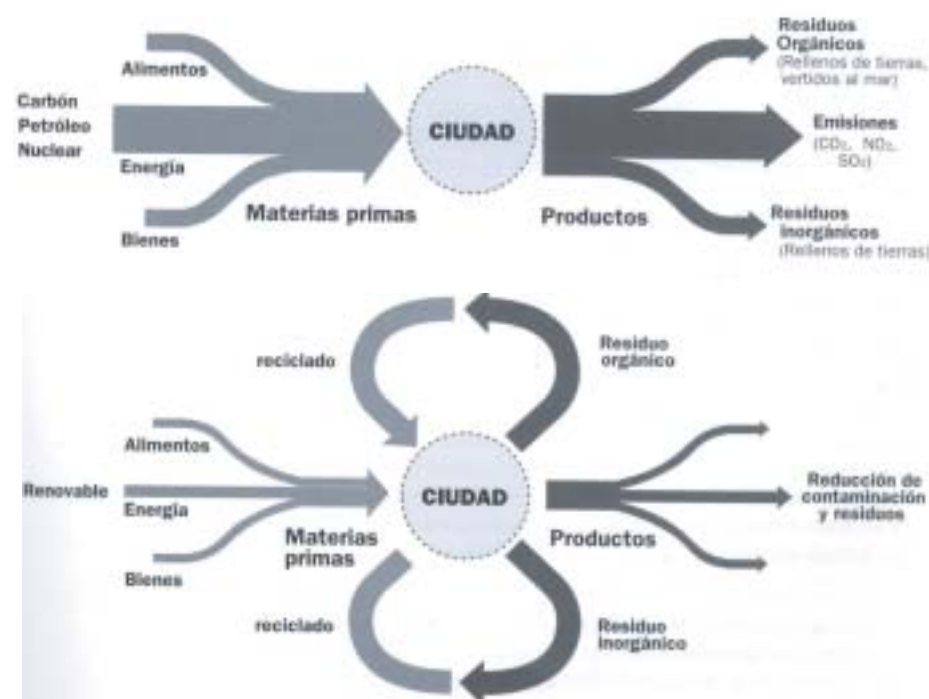 Alimentos
Carbón
Petróleo
Nuclear
Energía
Bienes
Materias primas
CIUDAD
Productos
Residuos
Orgánicos
(Rellenos de tierras,
vertidos al mar)
Emisiones
(CO₂, NO₂,
SO₂)
Residuos
inorgánicos
(Rellenos de tierras)
reciclado
Residuo
orgánico
Alimentos
Renovable
Energía
Bienes
Materias
primas
CIUDAD
Productos
Reducción de
contaminación
y residuos
reciclado
Residuo
inorgánico